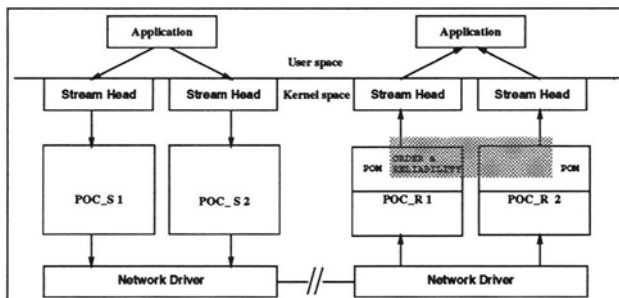 Application
Application
User space
Stream Head
Stream Head
Kernel space
Stream Head
Stream Head
POM
ORDER &
RELIABILITY
POM
POC_S 1
POC_ S 2
POC_R 1
POC_R 2
Network Driver
Network Driver